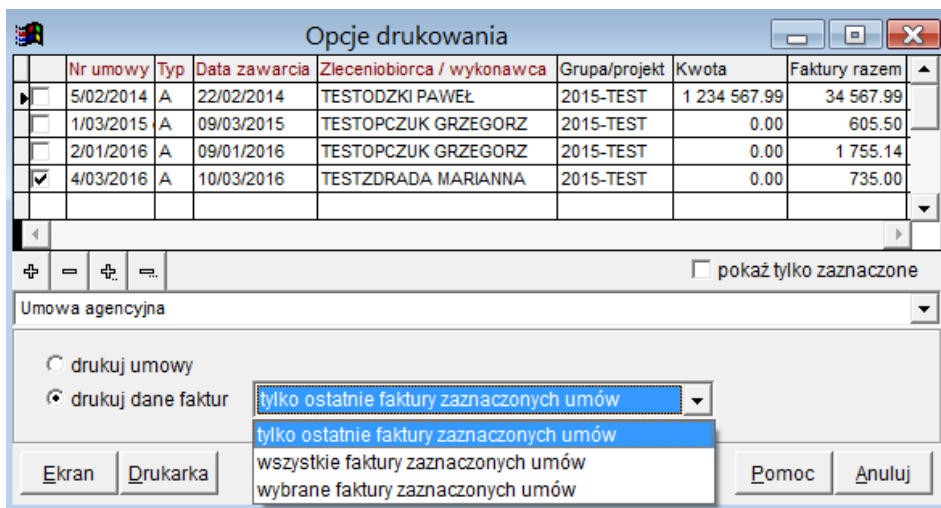 Opcje drukowania
Nr umowy Typ Data zawarcia Zleceniobiorca / wykonawca Grupa/projekt Kwota Faktury razem
5/02/2014 A 22/02/2014 TESTODZKI PAWEŁ 2015-TEST 1 234 567.99 34 567.99
1/03/2015 A 09/03/2015 TESTOPCZUK GRZEGORZ 2015-TEST 0.00 605.50
2/01/2016 A 09/01/2016 TESTOPCZUK GRZEGORZ 2015-TEST 0.00 1 755.14
4/03/2016 A 10/03/2016 TESTZDRADA MARIANNA 2015-TEST 0.00 735.00
pokaż tylko zaznaczone
Umowa agencyjna
drukuj umowy
drukuj dane faktur tylko ostatnie faktury zaznaczonych umów
tylko ostatnie faktury zaznaczonych umów
wszystkie faktury zaznaczonych umów
wybrane faktury zaznaczonych umów
Ekran Drukarka Pomoc Anuluj